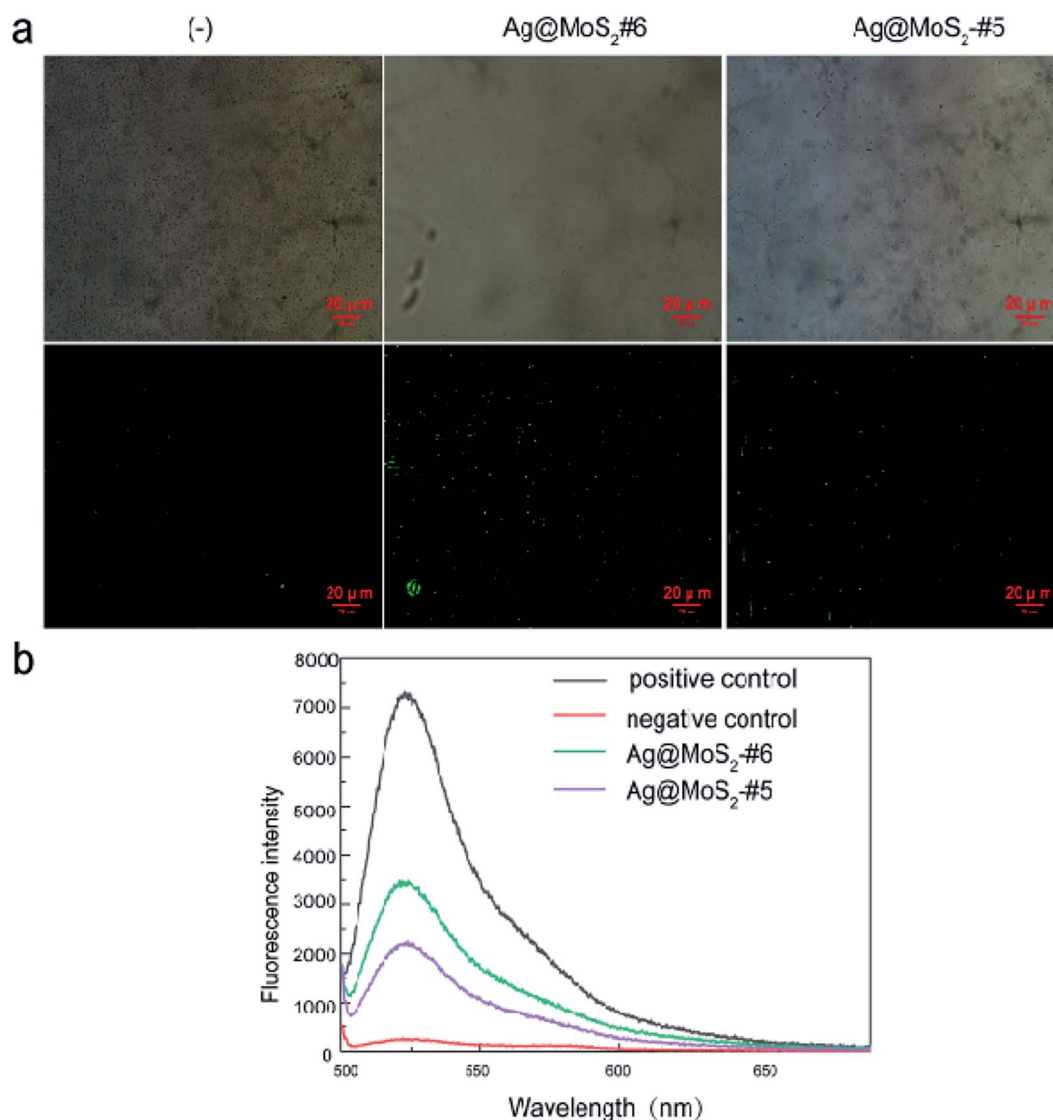 a
(-)
Ag@MoS₂#6
Ag@MoS₂-#5
20 μm
20 μm
20 μm
20 μm
20 μm
20 μm
b
8000
7000
6000
5000
4000
3000
2000
1000
0
Fluorescence intensity
positive control
negative control
Ag@MoS₂-#6
Ag@MoS₂-#5
500
550
600
650
Wavelength (nm)